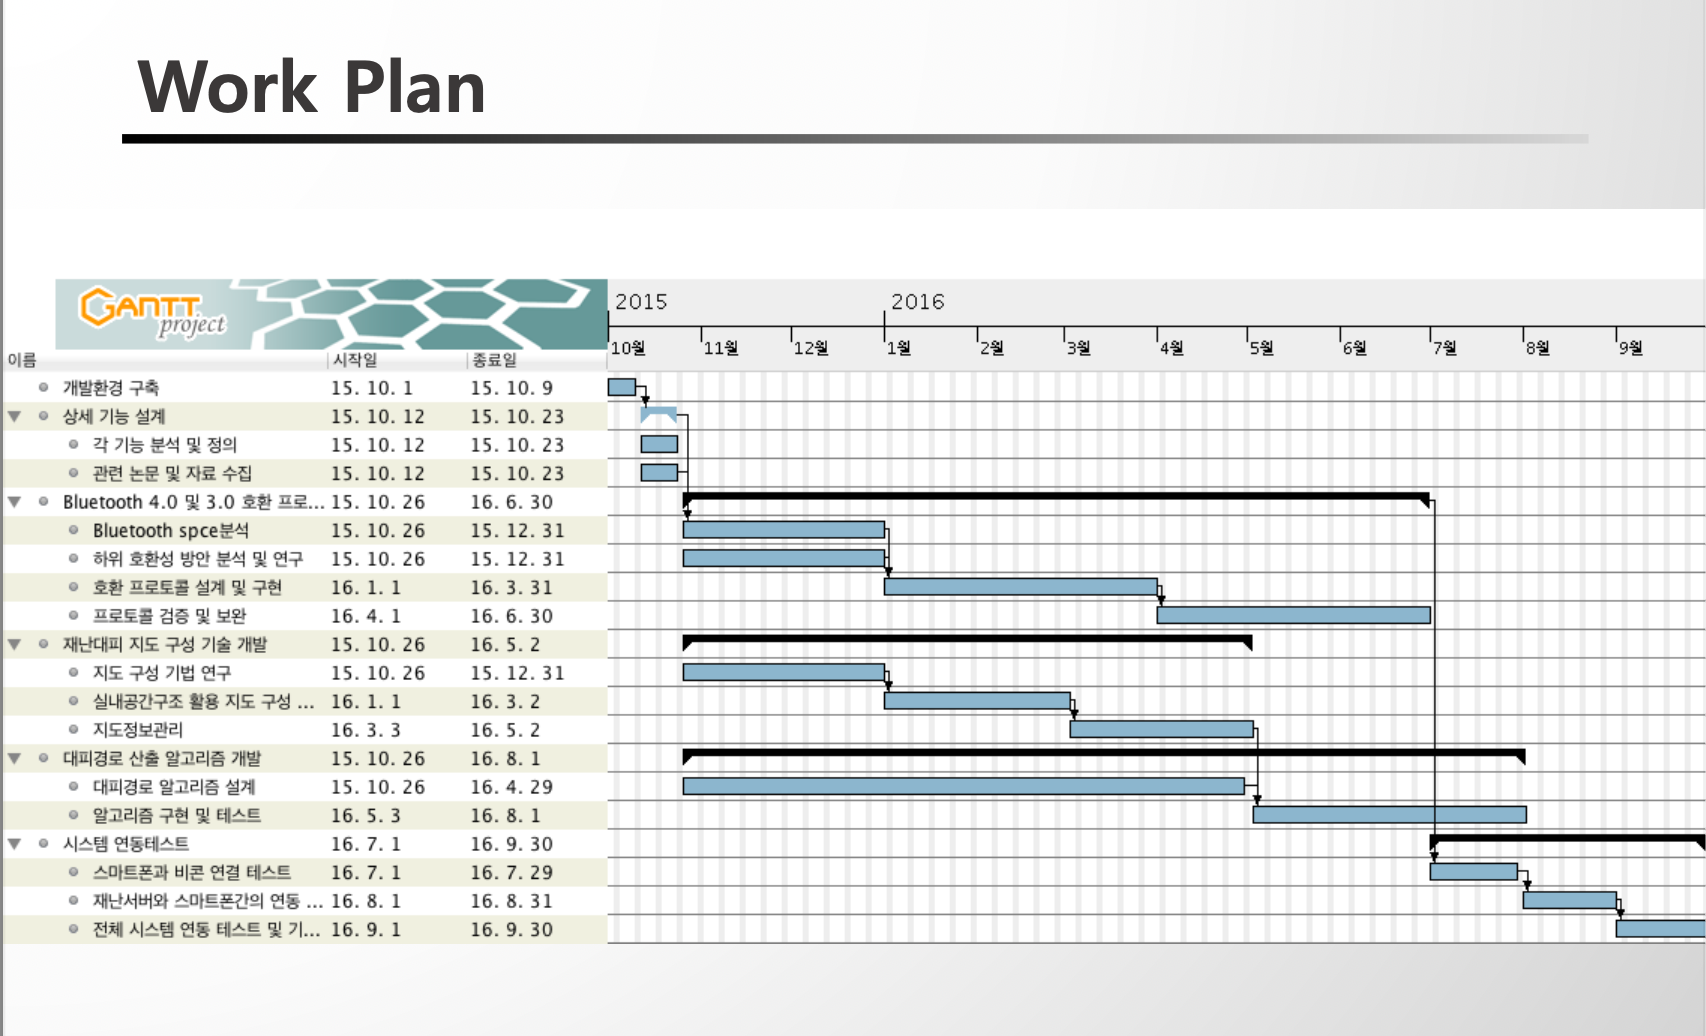 Work Plan
GANTT
project
2015 2016
이름 시작일 종료일 10월 11월 12월 1월 2월 3월 4월 5월 6월 7월 8월 9월
개발환경 구축 15. 10. 1 15. 10. 9
상세 기능 설계 15. 10. 12 15. 10. 23
각 기능 분석 및 정의 15. 10. 12 15. 10. 23
관련 논문 및 자료 수집 15. 10. 12 15. 10. 23
Bluetooth 4.0 및 3.0 호환 프로... 15. 10. 26 16. 6. 30
Bluetooth spce분석 15. 10. 26 15. 12. 31
하위 호환성 방안 분석 및 연구 15. 10. 26 15. 12. 31
호환 프로토콜 설계 및 구현 16. 1. 1 16. 3. 31
프로토콜 검증 및 보완 16. 4. 1 16. 6. 30
재난대피 지도 구성 기술 개발 15. 10. 26 16. 5. 2
지도 구성 기법 연구 15. 10. 26 15. 12. 31
실내공간구조 활용 지도 구성 ... 16. 1. 1 16. 3. 2
지도정보관리 16. 3. 3 16. 5. 2
대피경로 산출 알고리즘 개발 15. 10. 26 16. 8. 1
대피경로 알고리즘 설계 15. 10. 26 16. 4. 29
알고리즘 구현 및 테스트 16. 5. 3 16. 8. 1
시스템 연동테스트 16. 7. 1 16. 9. 30
스마트폰과 비콘 연결 테스트 16. 7. 1 16. 7. 29
재난서버와 스마트폰간의 연동 ... 16. 8. 1 16. 8. 31
전체 시스템 연동 테스트 및 기... 16. 9. 1 16. 9. 30